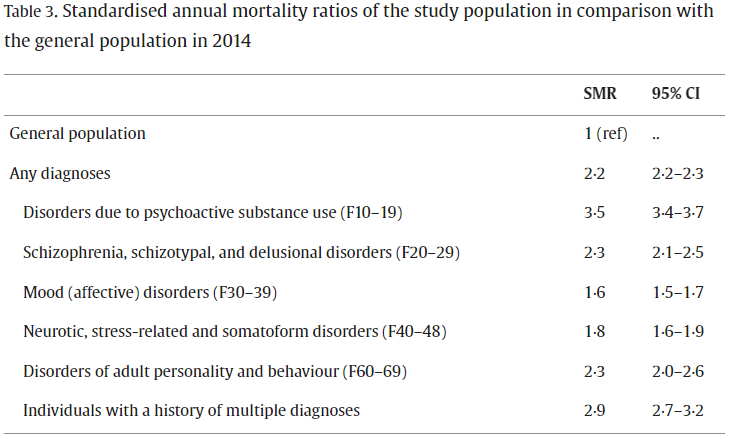 Table 3. Standardised annual mortality ratios of the study population in comparison with
the general population in 2014
SMR 95% CI
General population 1 (ref) ..
Any diagnoses 2·2 2·2–2·3
Disorders due to psychoactive substance use (F10–19) 3·5 3·4–3·7
Schizophrenia, schizotypal, and delusional disorders (F20–29) 2·3 2·1–2·5
Mood (affective) disorders (F30–39) 1·6 1·5–1·7
Neurotic, stress-related and somatoform disorders (F40–48) 1·8 1·6–1·9
Disorders of adult personality and behaviour (F60–69) 2·3 2·0–2·6
Individuals with a history of multiple diagnoses 2·9 2·7–3·2